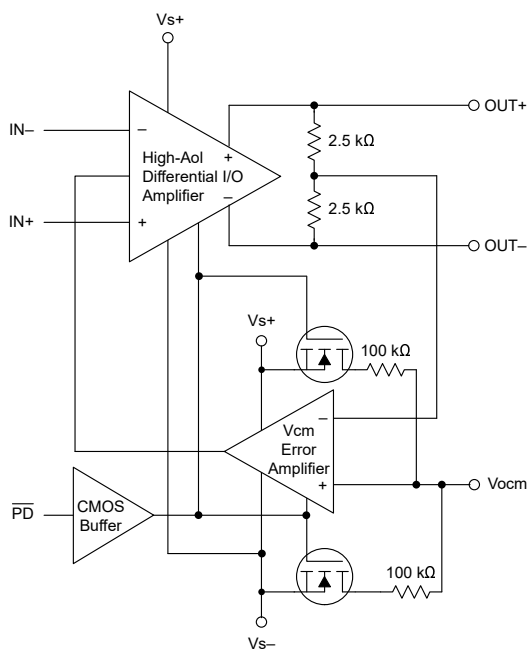 Vs+
IN–
High-Aol
Differential I/O
Amplifier
–
+
+
–
IN+
OUT+
2.5 kΩ
2.5 kΩ
OUT–
Vs+
100 kΩ
Vcm
Error
Amplifier
–
+
Vocm
PD
CMOS
Buffer
100 kΩ
Vs–